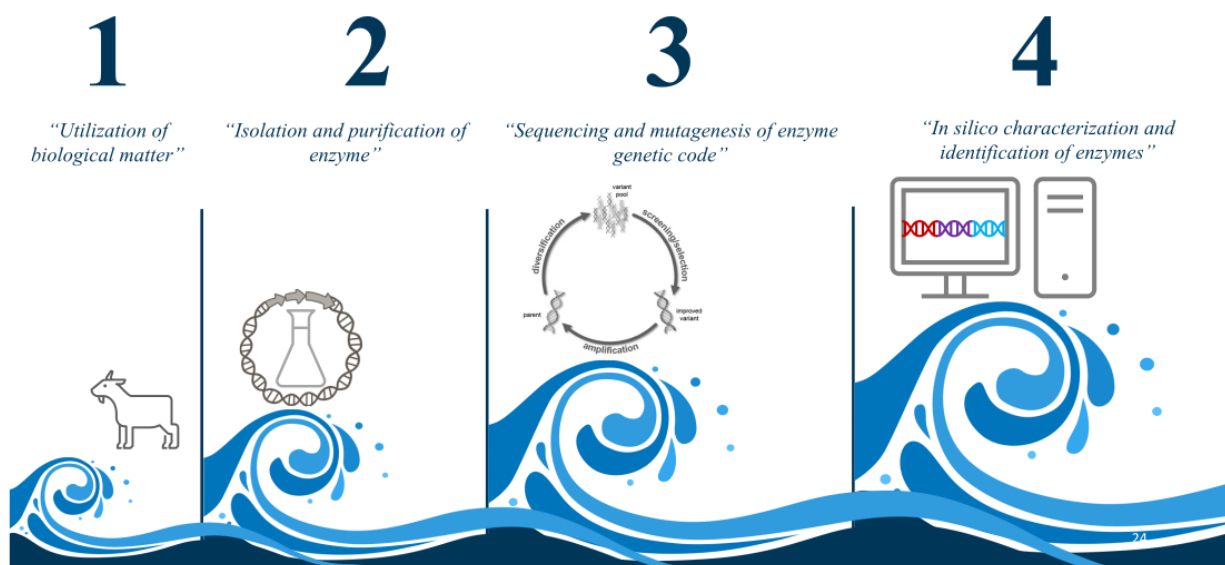 1
2
3
4
“Utilization of
biological matter”
“Isolation and purification of
enzyme”
“Sequencing and mutagenesis of enzyme
genetic code”
“In silico characterization and
identification of enzymes”
variant
pool
diversification
screening/selection
parent
improved
variant
amplification
24